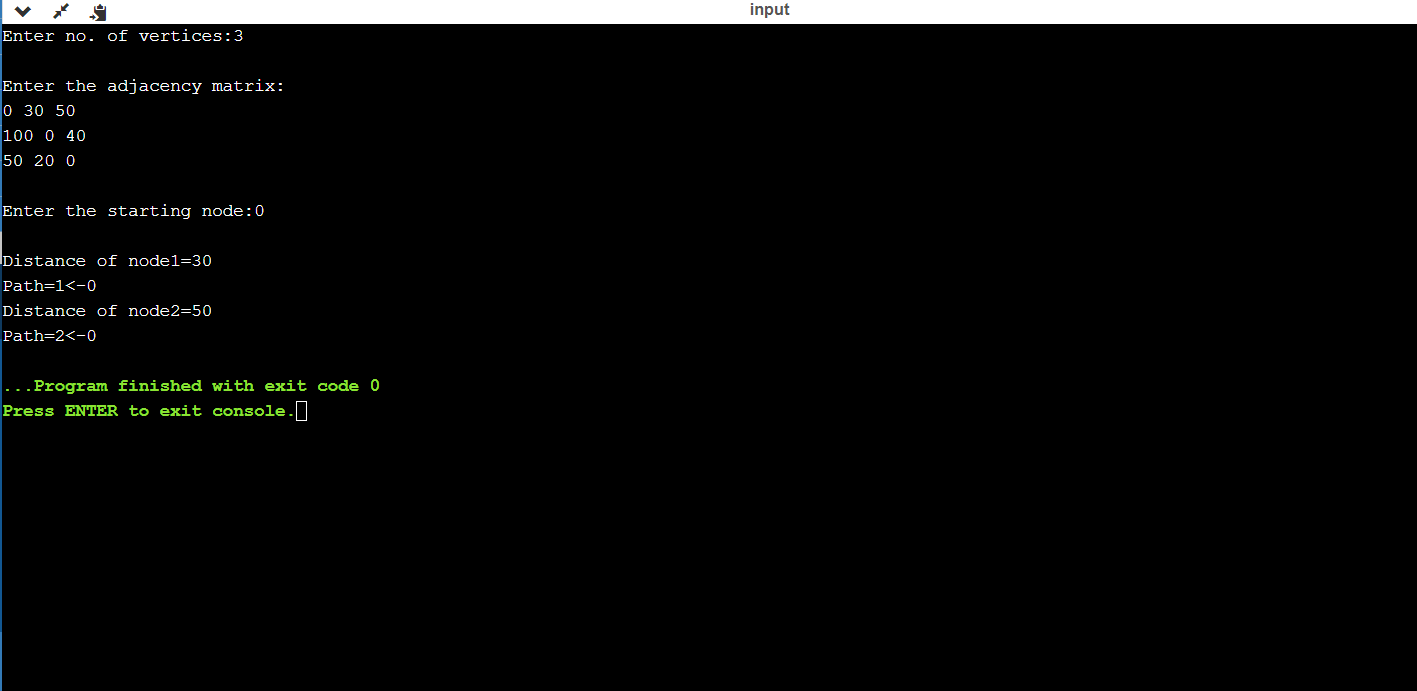 input
Enter no. of vertices:3
Enter the adjacency matrix:
0 30 50
100 0 40
50 20 0
Enter the starting node:0
Distance of node1=30
Path=1<-0
Distance of node2=50
Path=2<-0
...Program finished with exit code 0
Press ENTER to exit console.